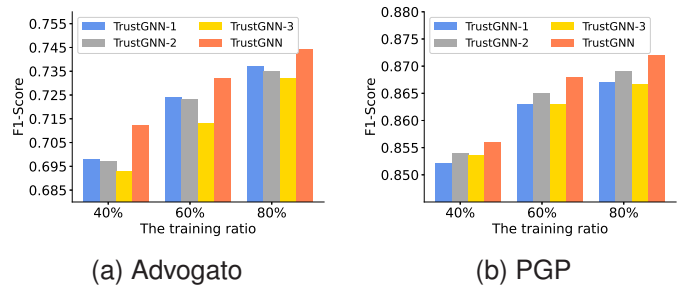 TrustGNN-1
TrustGNN-2
TrustGNN-3
TrustGNN
F1-Score
0.755
0.745
0.735
0.725
0.715
0.705
0.695
0.685
40%
60%
80%
The training ratio
(a) Advogato
TrustGNN-1
TrustGNN-2
TrustGNN-3
TrustGNN
F1-Score
0.880
0.870
0.865
0.860
0.855
0.850
40%
60%
80%
The training ratio
(b) PGP